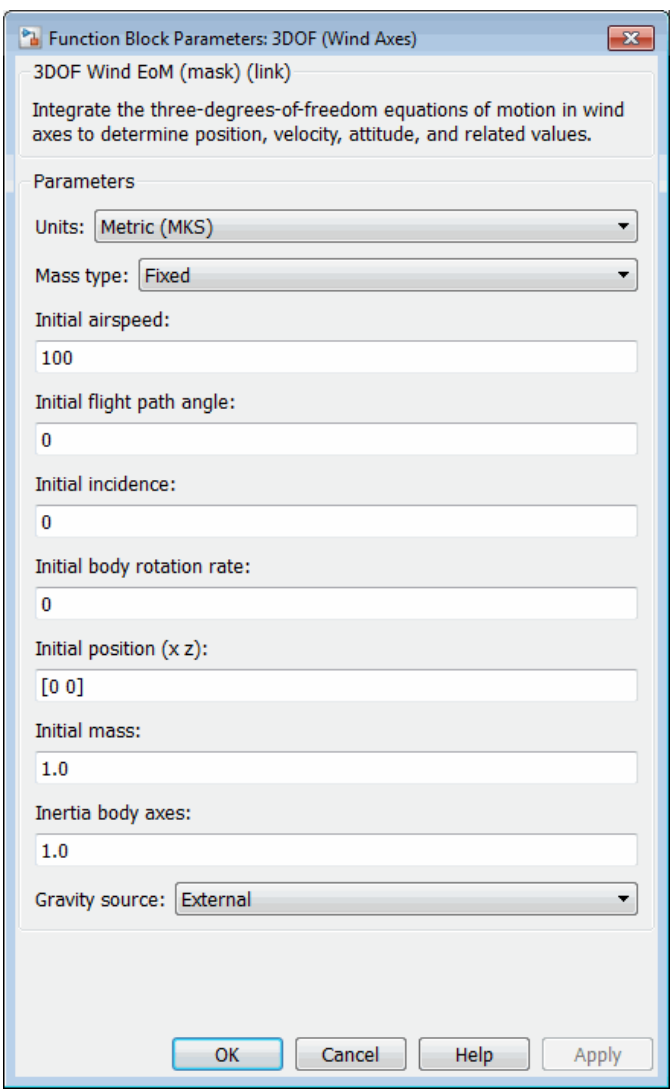 Function Block Parameters: 3DOF (Wind Axes)
3DOF Wind EoM (mask) (link)
Integrate the three-degrees-of-freedom equations of motion in wind
axes to determine position, velocity, attitude, and related values.
Parameters
Units: Metric (MKS)
Mass type: Fixed
Initial airspeed:
100
Initial flight path angle:
0
Initial incidence:
0
Initial body rotation rate:
0
Initial position (x z):
[0 0]
Initial mass:
1.0
Inertia body axes:
1.0
Gravity source: External
OK Cancel Help Apply